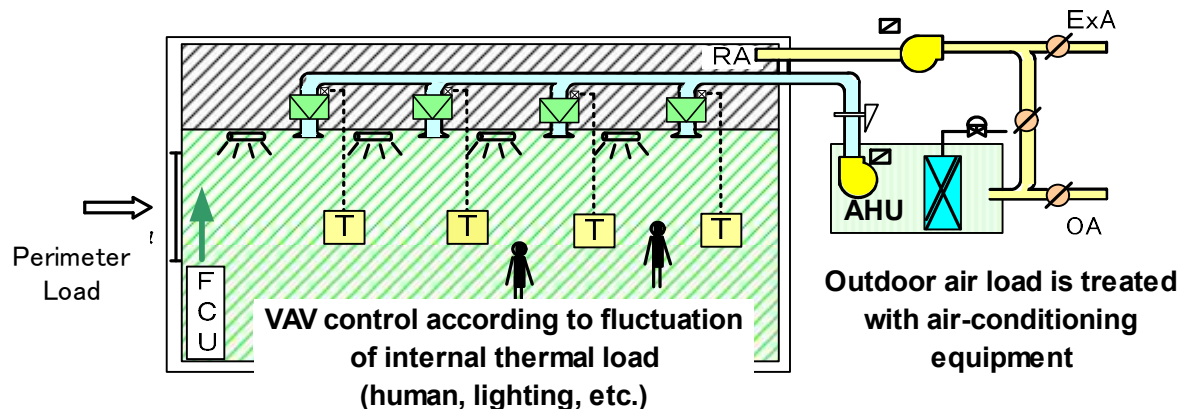 ExA
RA
T
T
T
T
AHU
OA
Perimeter
Load
F
C
U
VAV control according to fluctuation
of internal thermal load
(human, lighting, etc.)
Outdoor air load is treated
with air-conditioning
equipment